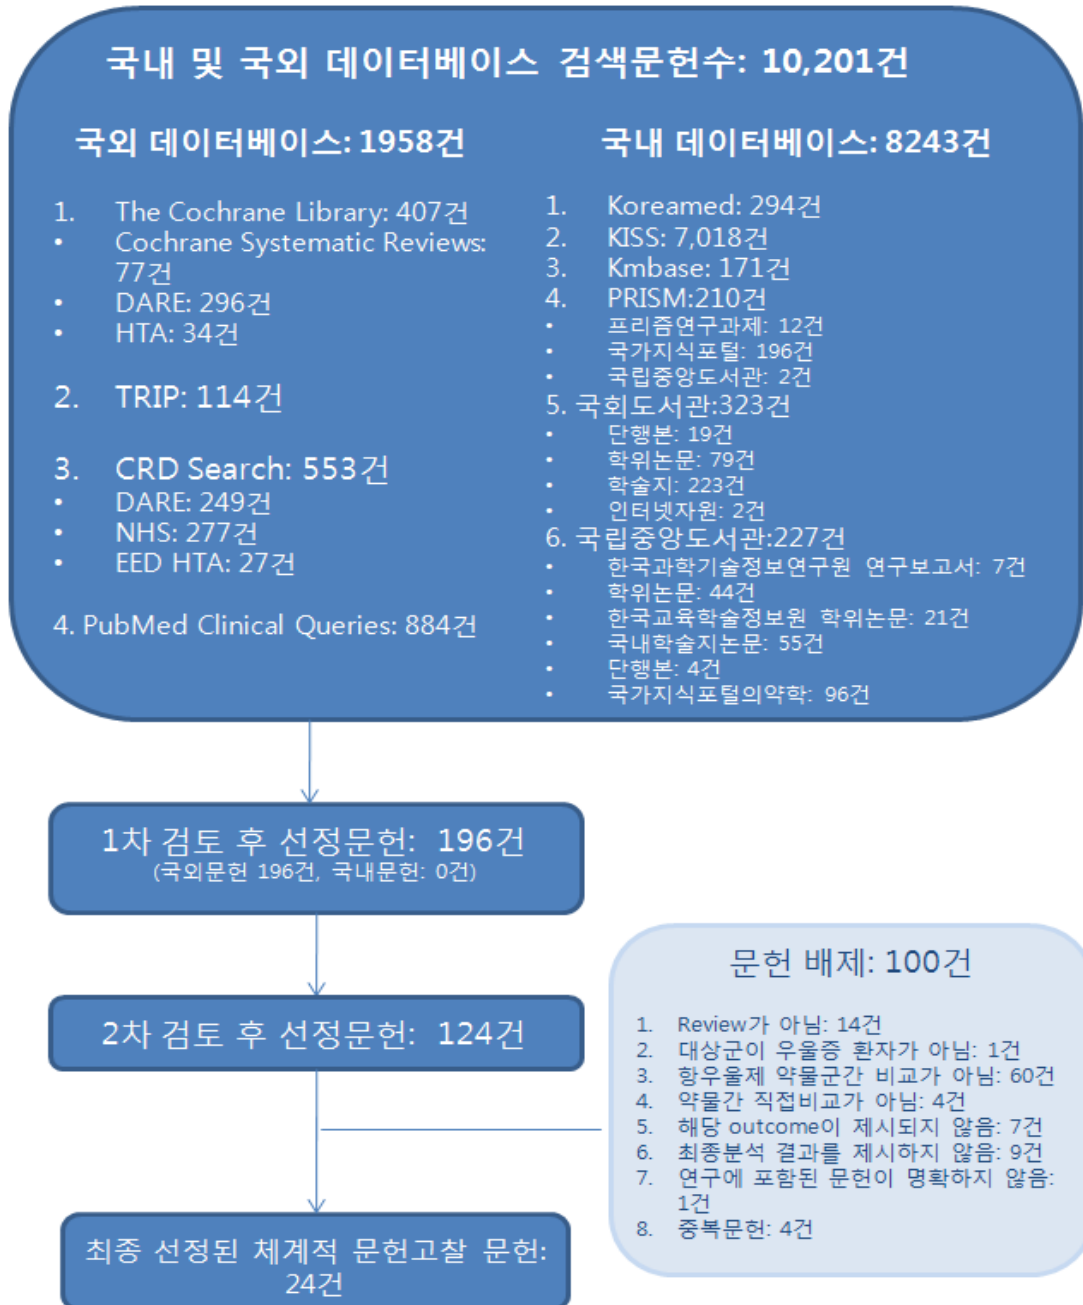 국내 및 국외 데이터베이스 검색문헌수: 10,201건
국외 데이터베이스: 1958건
1. The Cochrane Library: 407건
• Cochrane Systematic Reviews:
77건
• DARE: 296건
• HTA: 34건
2. TRIP: 114건
3. CRD Search: 553건
• DARE: 249건
• NHS: 277건
• EED HTA: 27건
4. PubMed Clinical Queries: 884건
국내 데이터베이스: 8243건
1. Koreamed: 294건
2. KISS: 7,018건
3. Kmbase: 171건
4. PRISM:210건
• 프리즘연구과제: 12건
• 국가지식포털: 196건
• 국립중앙도서관: 2건
5. 국회도서관:323건
• 단행본: 19건
• 학위논문: 79건
• 학술지: 223건
• 인터넷자원: 2건
6. 국립중앙도서관:227건
• 한국과학기술정보연구원 연구보고서: 7건
• 학위논문: 44건
• 한국교육학술정보원 학위논문: 21건
• 국내학술지논문: 55건
• 단행본: 4건
• 국가지식포털의약학: 96건
1차 검토 후 선정문헌: 196건
(국외문헌 196건, 국내문헌: 0건)
2차 검토 후 선정문헌: 124건
문헌 배제: 100건
1. Review가 아님: 14건
2. 대상군이 우울증 환자가 아님: 1건
3. 항우울제 약물군간 비교가 아님: 60건
4. 약물간 직접비교가 아님: 4건
5. 해당 outcome이 제시되지 않음: 7건
6. 최종분석 결과를 제시하지 않음: 9건
7. 연구에 포함된 문헌이 명확하지 않음:
1건
8. 중복문헌: 4건
최종 선정된 체계적 문헌고찰 문헌:
24건